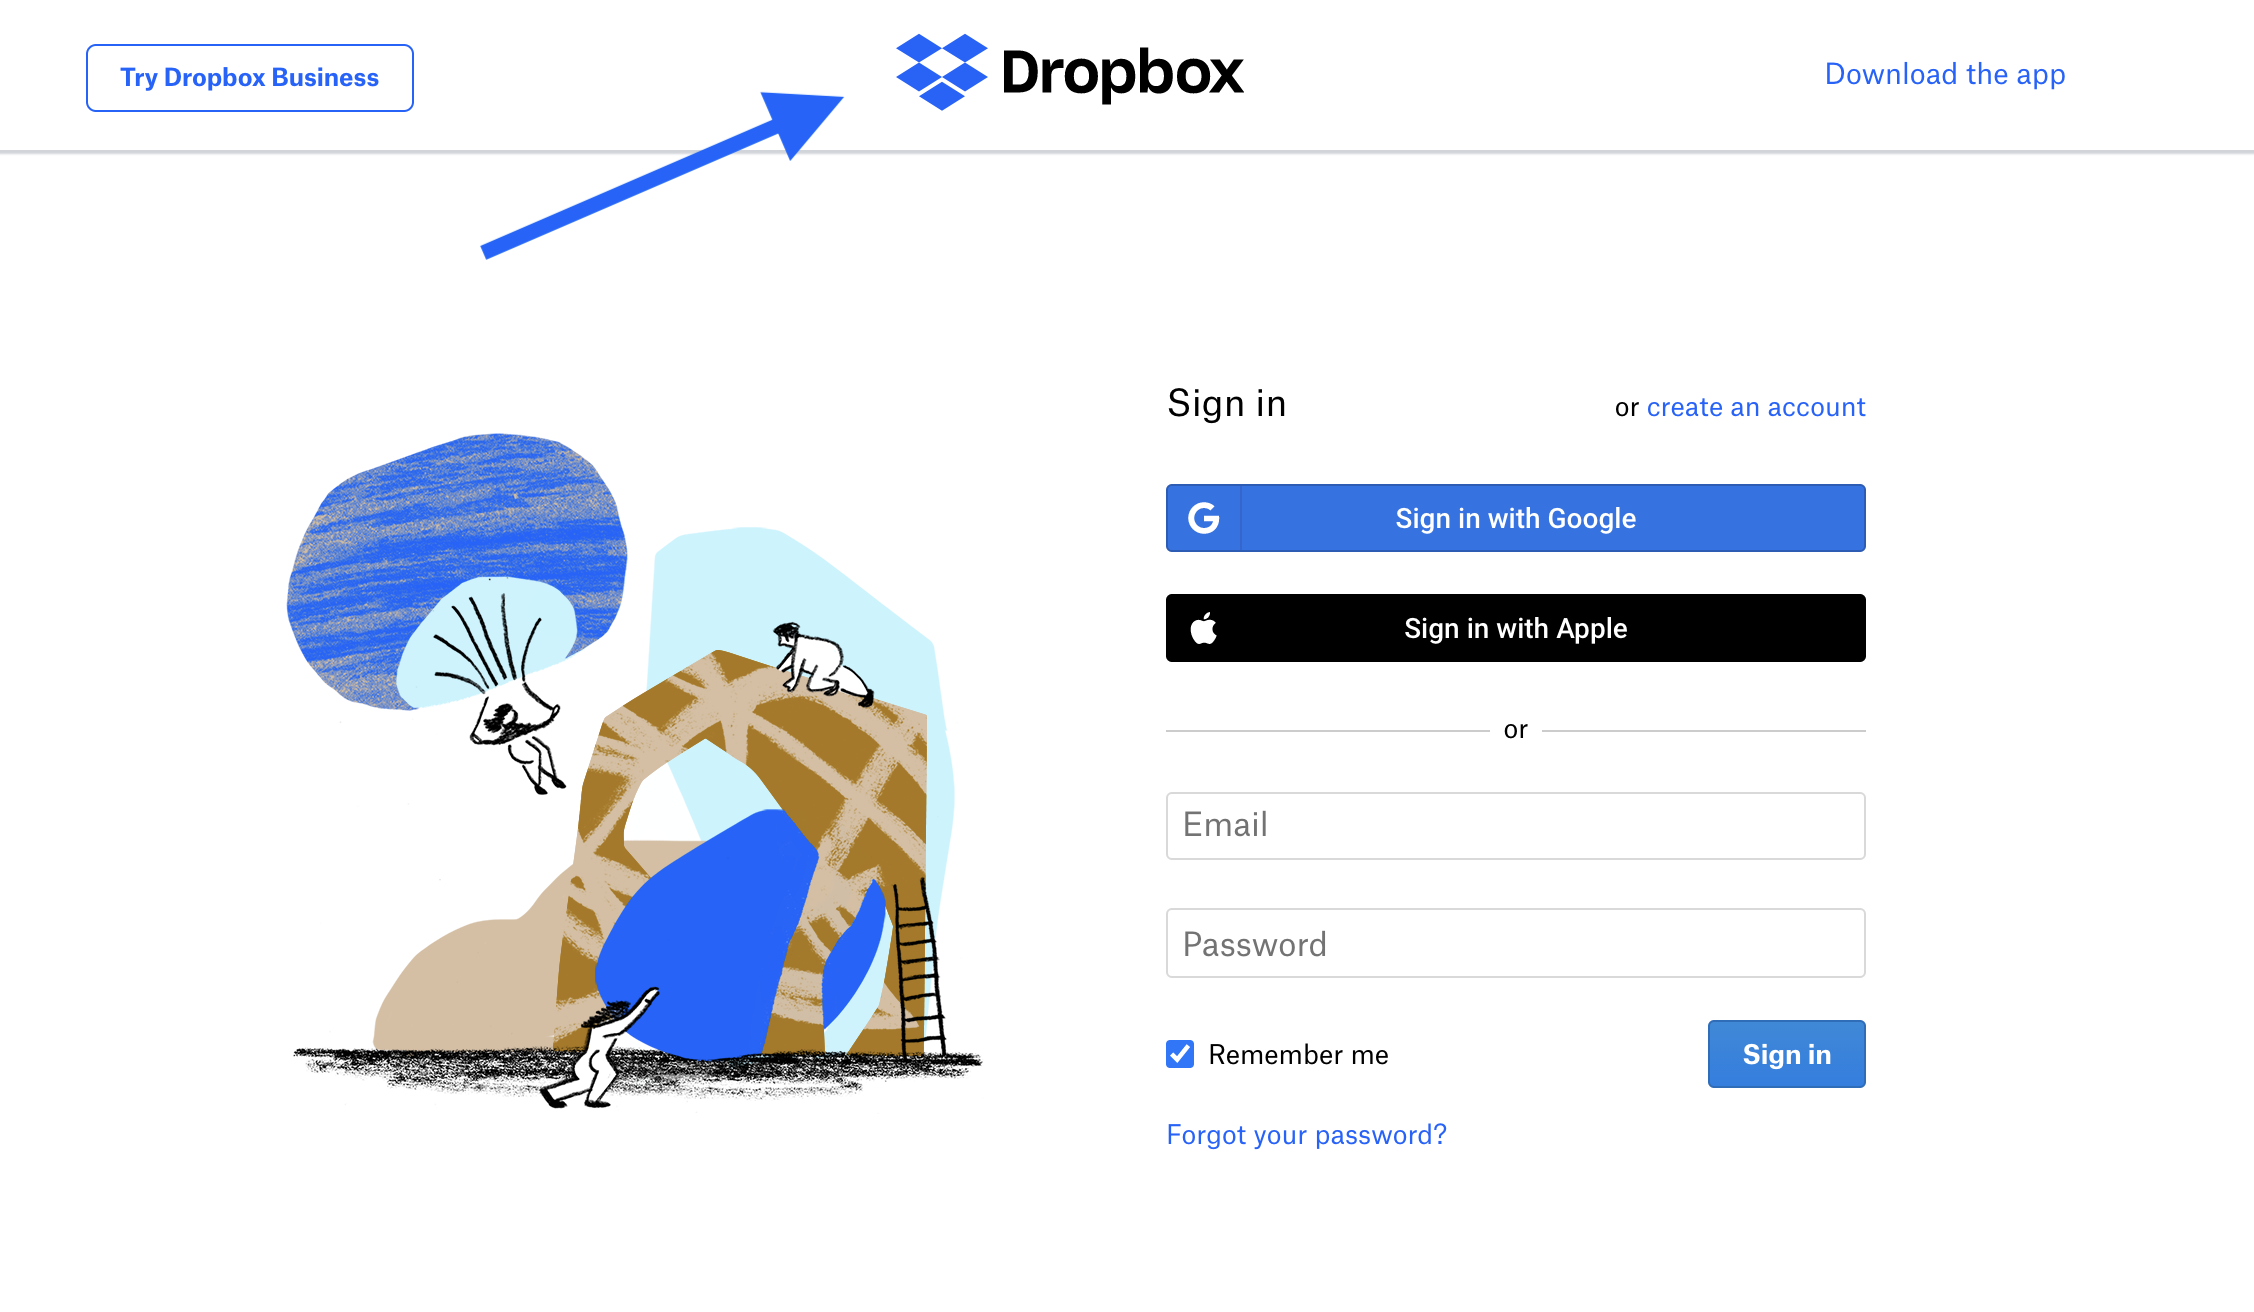 Try Dropbox Business
Dropbox
Download the app
Sign in
or create an account
Sign in with Google
Sign in with Apple
or
Email
Password
Remember me
Sign in
Forgot your password?